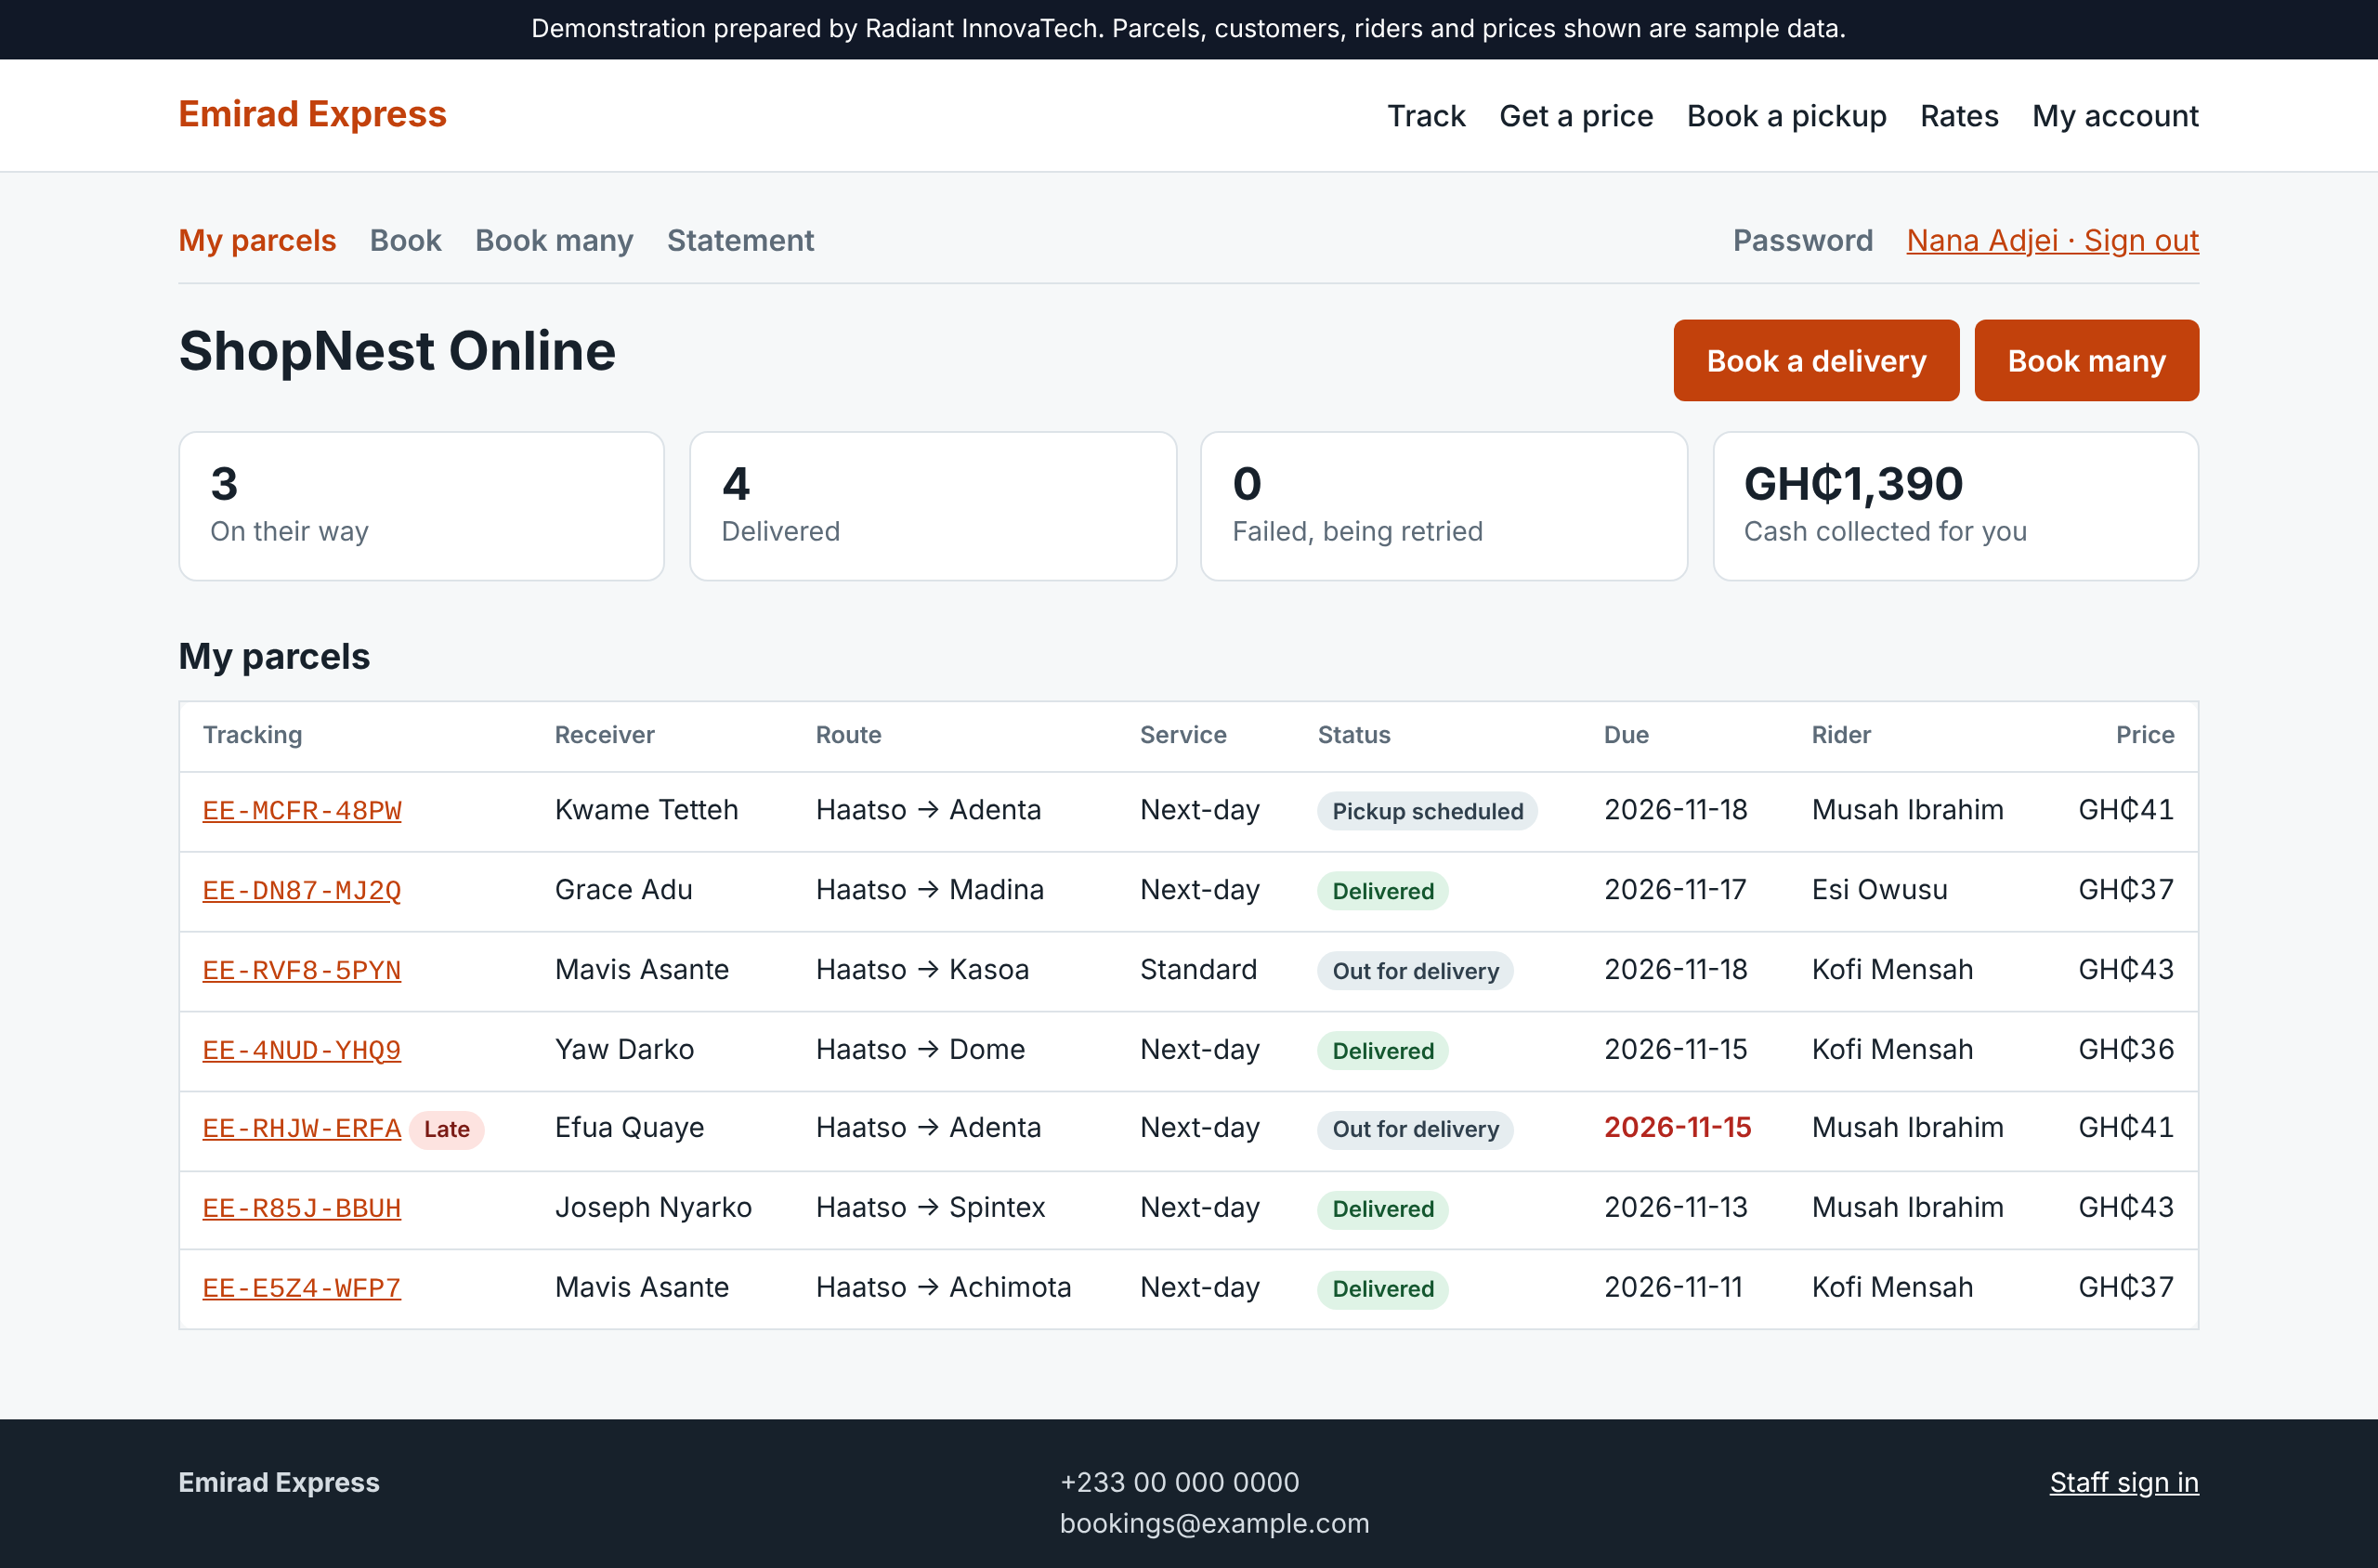 Demonstration prepared by Radiant InnovaTech. Parcels, customers, riders and prices shown are sample data.
Emirad Express
Track Get a price Book a pickup Rates My account
My parcels Book Book many Statement Password Nana Adjei · Sign out
ShopNest Online
Book a delivery Book many
3
On their way
4
Delivered
0
Failed, being retried
GH₵1,390
Cash collected for you
My parcels
Tracking Receiver Route Service Status Due Rider Price
EE-MCFR-48PW Kwame Tetteh Haatso → Adenta Next-day Pickup scheduled 2026-11-18 Musah Ibrahim GH₵41
EE-DN87-MJ2Q Grace Adu Haatso → Madina Next-day Delivered 2026-11-17 Esi Owusu GH₵37
EE-RVF8-5PYN Mavis Asante Haatso → Kasoa Standard Out for delivery 2026-11-18 Kofi Mensah GH₵43
EE-4NUD-YHQ9 Yaw Darko Haatso → Dome Next-day Delivered 2026-11-15 Kofi Mensah GH₵36
EE-RHJW-ERFA Late Efua Quaye Haatso → Adenta Next-day Out for delivery 2026-11-15 Musah Ibrahim GH₵41
EE-R85J-BBUH Joseph Nyarko Haatso → Spintex Next-day Delivered 2026-11-13 Musah Ibrahim GH₵43
EE-E5Z4-WFP7 Mavis Asante Haatso → Achimota Next-day Delivered 2026-11-11 Kofi Mensah GH₵37
Emirad Express +233 00 000 0000 Staff sign in
bookings@example.com